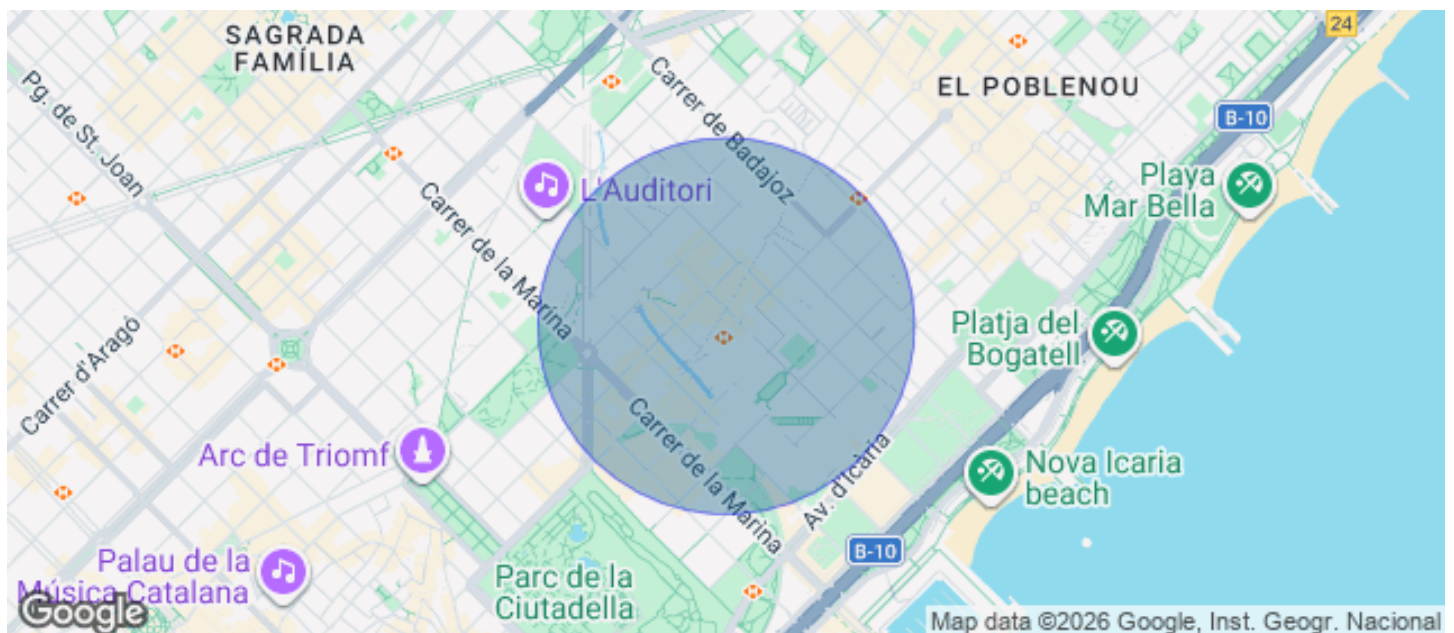 24
SAGRADA
FAMÍLIA
Carrer de Badajoz
EL POBLENOU
Pg. de St. Joan
B-10
Playa
Mar Bella
L'Auditori
Carrer de la Marina
Platja del
Bogatell
Carrer d'Aragó
Arc de Triomf
Carrer de la Marina
Av. d'Icària
Nova Icaria
beach
B-10
Palau de la
Música Catalana
Parc de la
Ciutadella
Google
Map data ©2026 Google, Inst. Geogr. Nacional